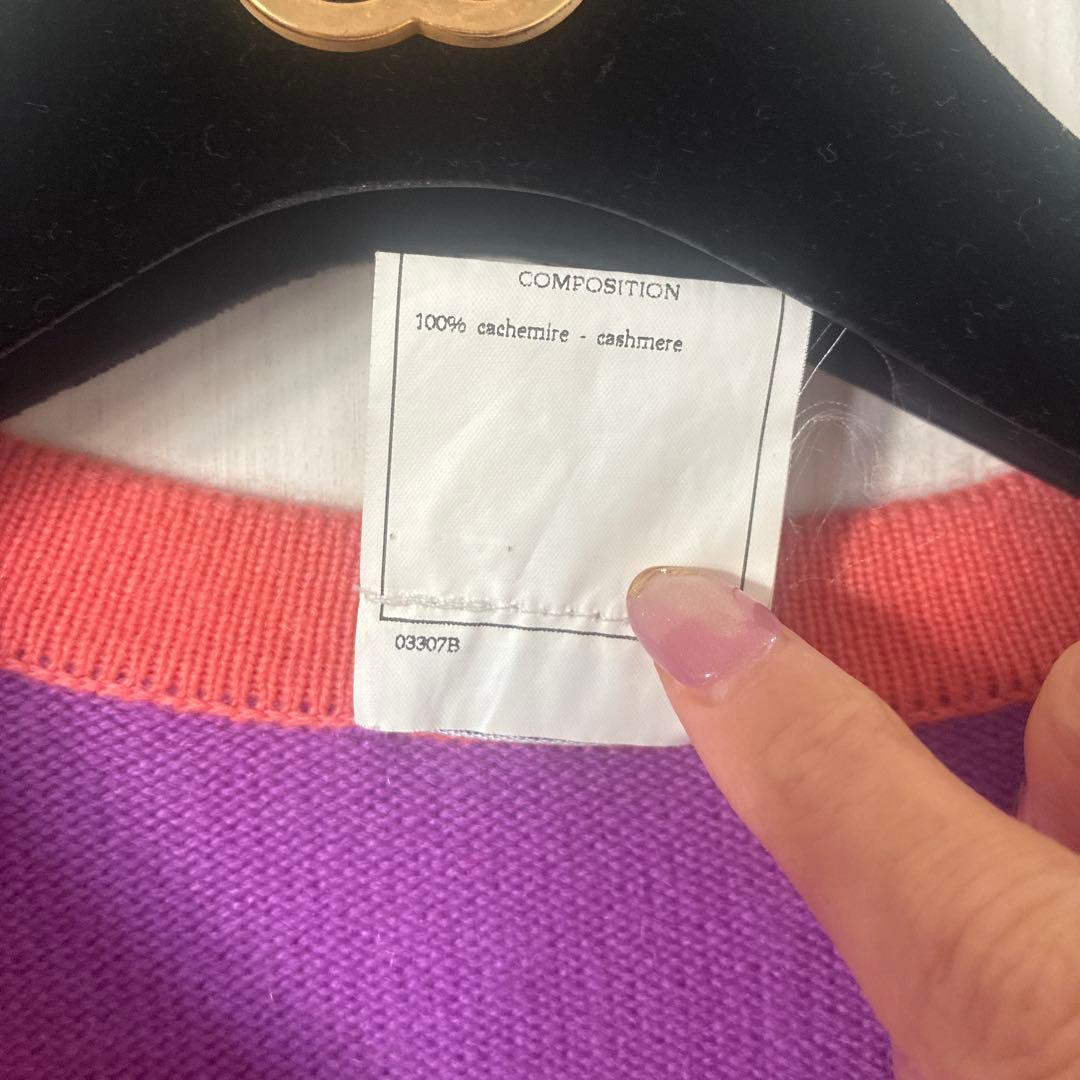 COMPOSITION
100% cachemire - cashmere
03307B